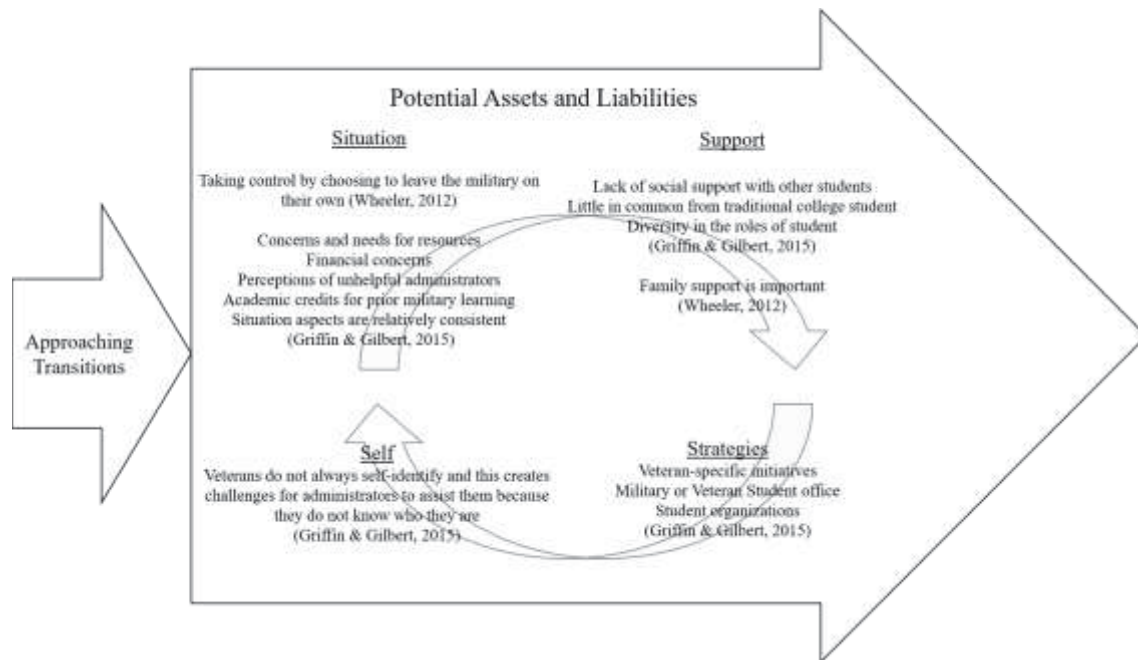 Potential Assets and Liabilities
Situation
Taking control by choosing to leave the military on
their own (Wheeler, 2012)
Concerns and needs for resources
Financial concerns
Perceptions of unhelpful administrators
Academic credits for prior military learning
Situation aspects are relatively consistent
(Griffin & Gilbert, 2015)
Support
Lack of social support with other students
Little in common from traditional college student
Diversity in the roles of student
(Griffin & Gilbert, 2015)
Family support is important
(Wheeler, 2012)
Approaching
Transitions
Self
Veterans do not always self-identify and this creates
challenges for administrators to assist them because
they do not know who they are
(Griffin & Gilbert, 2015)
Strategies
Veteran-specific initiatives
Military or Veteran Student office
Student organizations
(Griffin & Gilbert, 2015)